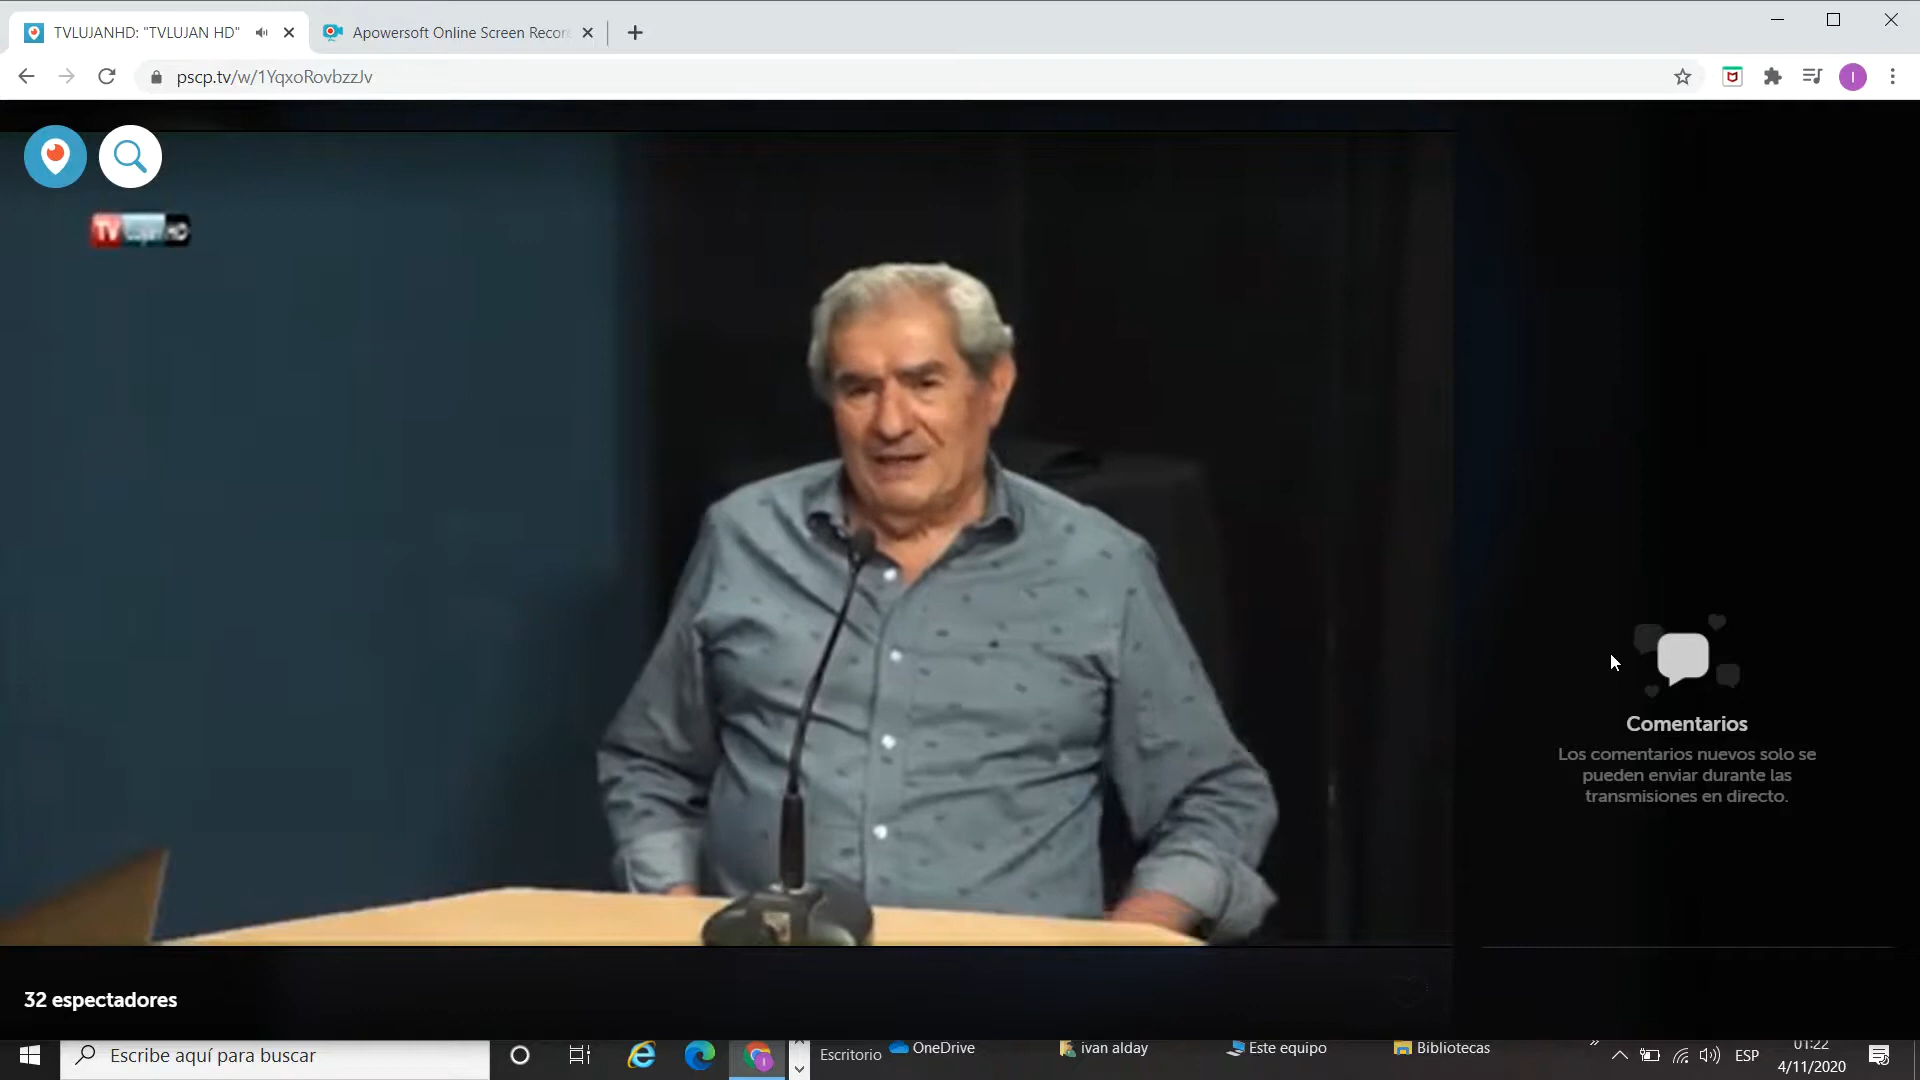 TVLUJANHD: "TVLUJAN HD"
Apowersoft Online Screen Recor
pscp.tv/w/1YqxoRovbzzJv
I
TV HD
Comentarios
Los comentarios nuevos solo se
pueden enviar durante las
transmisiones en directo.
32 espectadores
Escribe aquí para buscar
Escritorio
OneDrive
ivan alday
Este equipo
Bibliotecas
ESP
01:22
4/11/2020